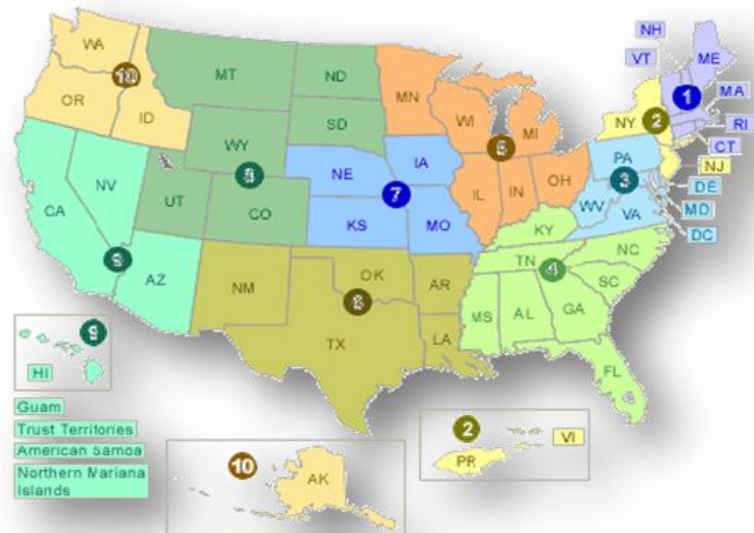 NH
WA
VT
ME
MT
ND
10
MN
MA
1
OR
ID
WI
MI
NY
2
RI
SD
CT
WY
5
PA
NJ
IA
NE
3
DE
NV
7
OH
IL
IN
WV
VA
MD
UT
CO
CA
KS
MO
KY
DC
NC
TN
4
OK
AZ
NM
AR
SC
MS
AL
GA
TX
LA
9
FL
HI
Guam
2
Trust Territories
VI
American Samoa
10
PR
AK
Northern Mariana
Islands